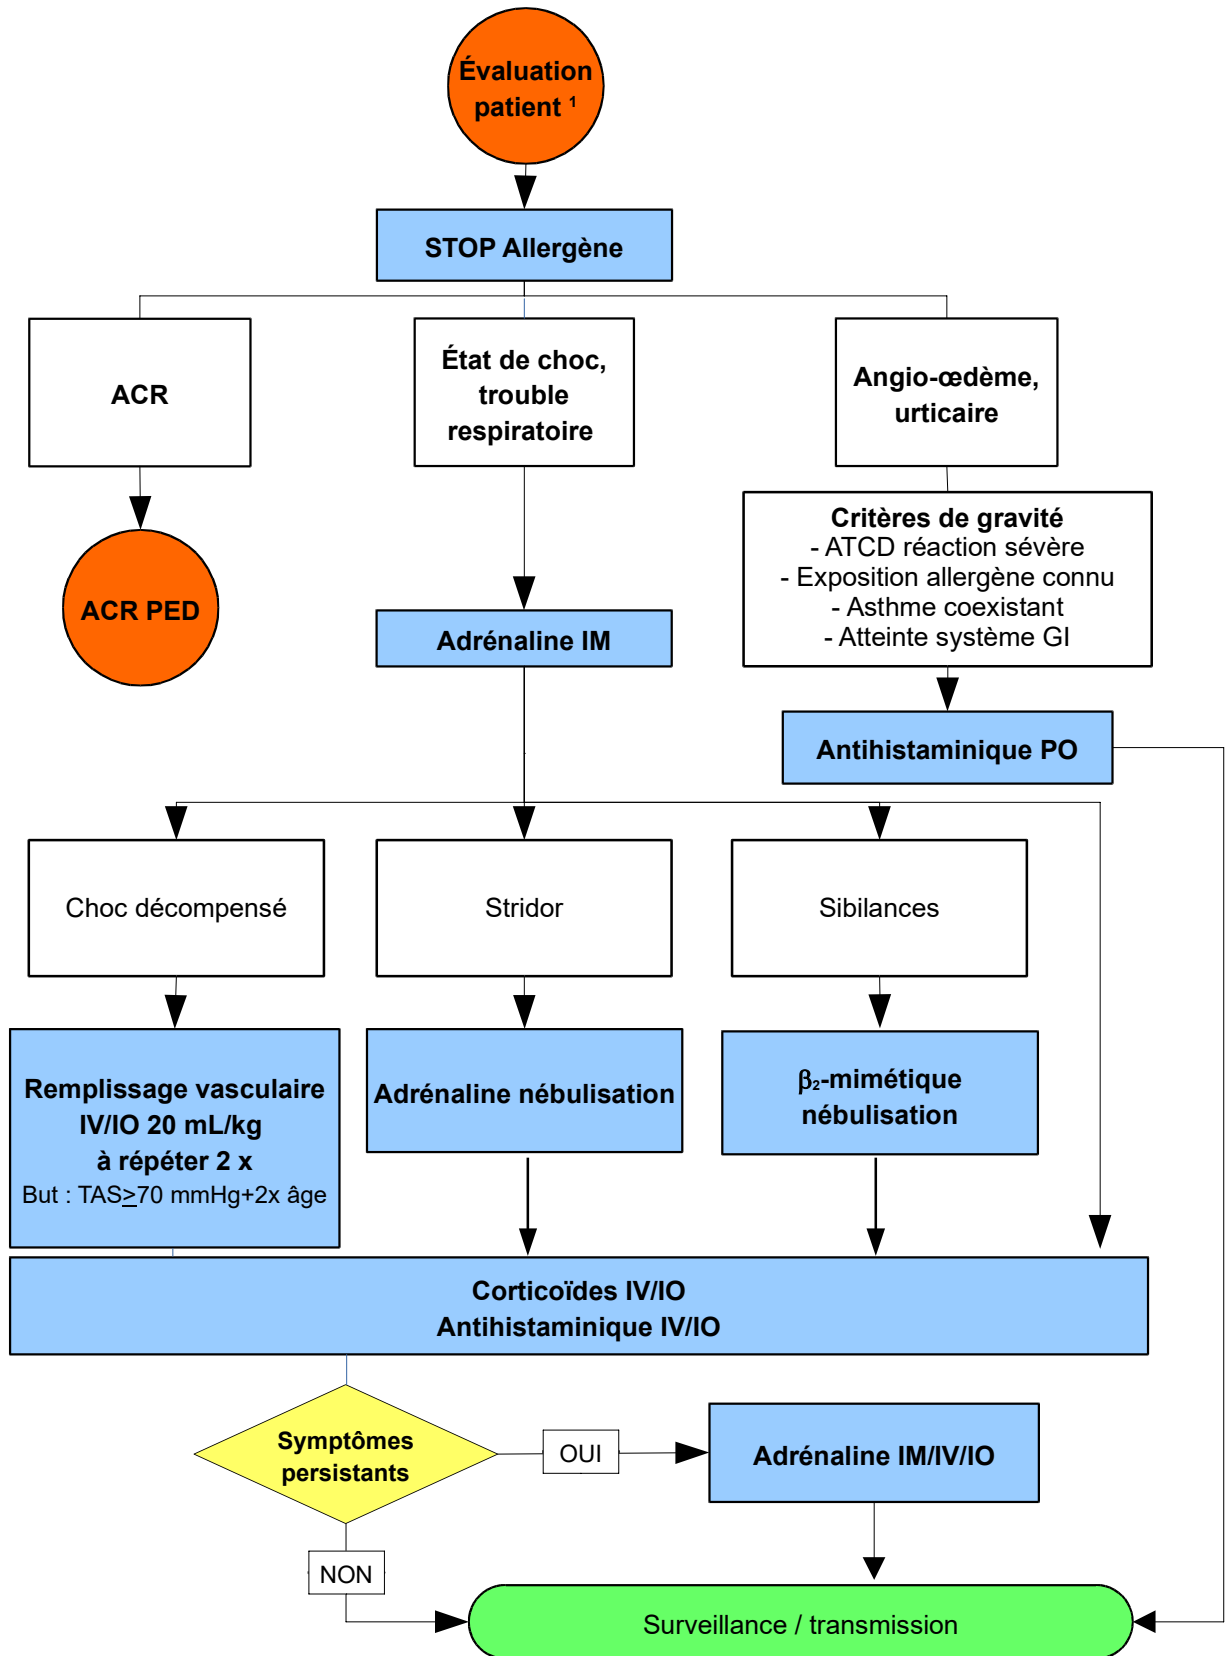 Évaluation
patient ¹
STOP Allergène
ACR
État de choc,
trouble
respiratoire
Angio-œdème,
urticaire
Critères de gravité
- ATCD réaction sévère
- Exposition allergène connu
- Asthme coexistant
- Atteinte système GI
ACR PED
Adrénaline IM
Antihistaminique PO
Choc décompensé
Stridor
Sibilances
Remplissage vasculaire
IV/IO 20 mL/kg
à répéter 2 x
But : TAS≥70 mmHg+2x âge
Adrénaline nébulisation
β₂-mimétique
nébulisation
Corticoïdes IV/IO
Antihistaminique IV/IO
Symptômes
persistants
OUI
Adrénaline IM/IV/IO
NON
Surveillance / transmission